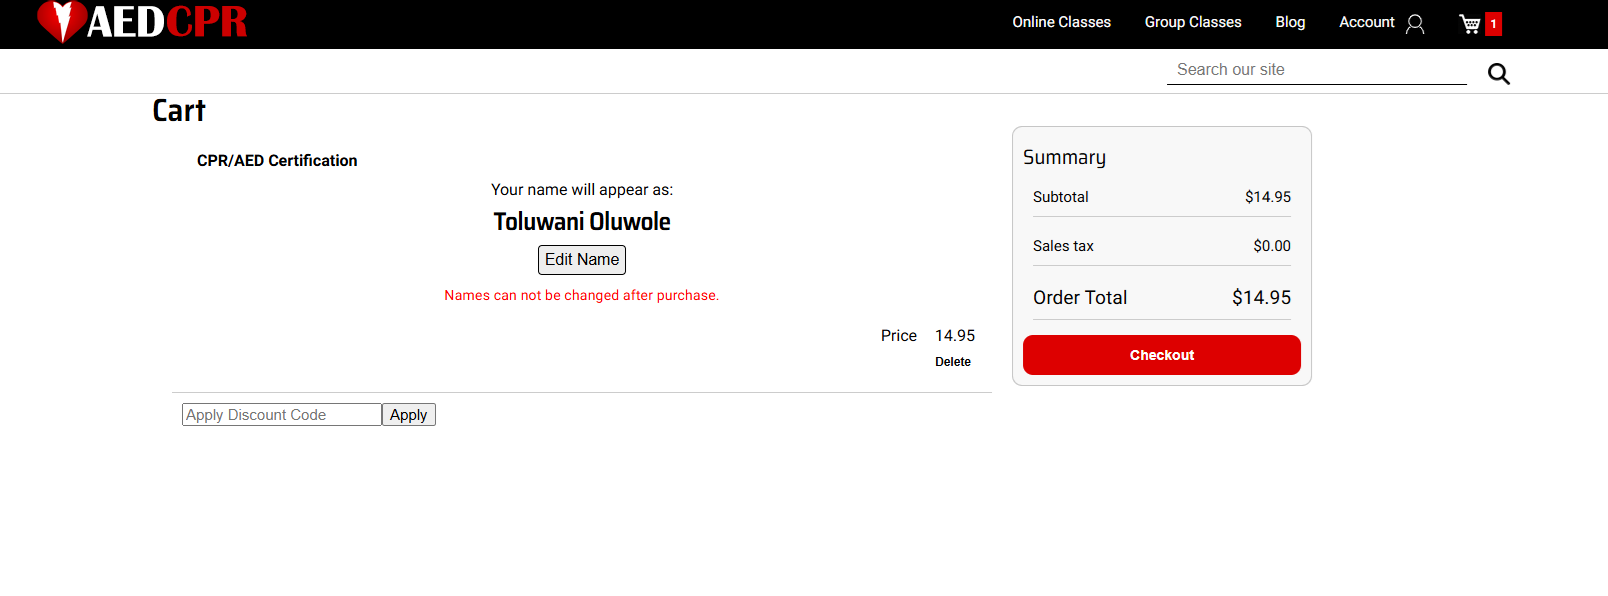 AEDCPR
Online Classes Group Classes Blog Account 1
Search our site
Cart
CPR/AED Certification
Your name will appear as:
Toluwani Oluwole
Edit Name
Names can not be changed after purchase.
Price 14.95
Delete
Apply Discount Code Apply
Summary
Subtotal $14.95
Sales tax $0.00
Order Total $14.95
Checkout